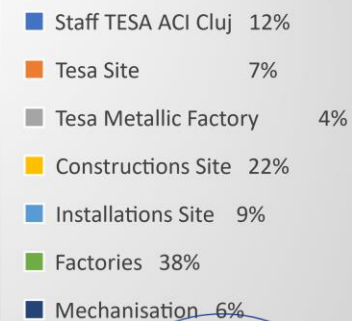 Staff TESA ACI Cluj 12%
Tesa Site 7%
Tesa Metallic Factory 4%
Constructions Site 22%
Installations Site 9%
Factories 38%
Mechanisation 6%